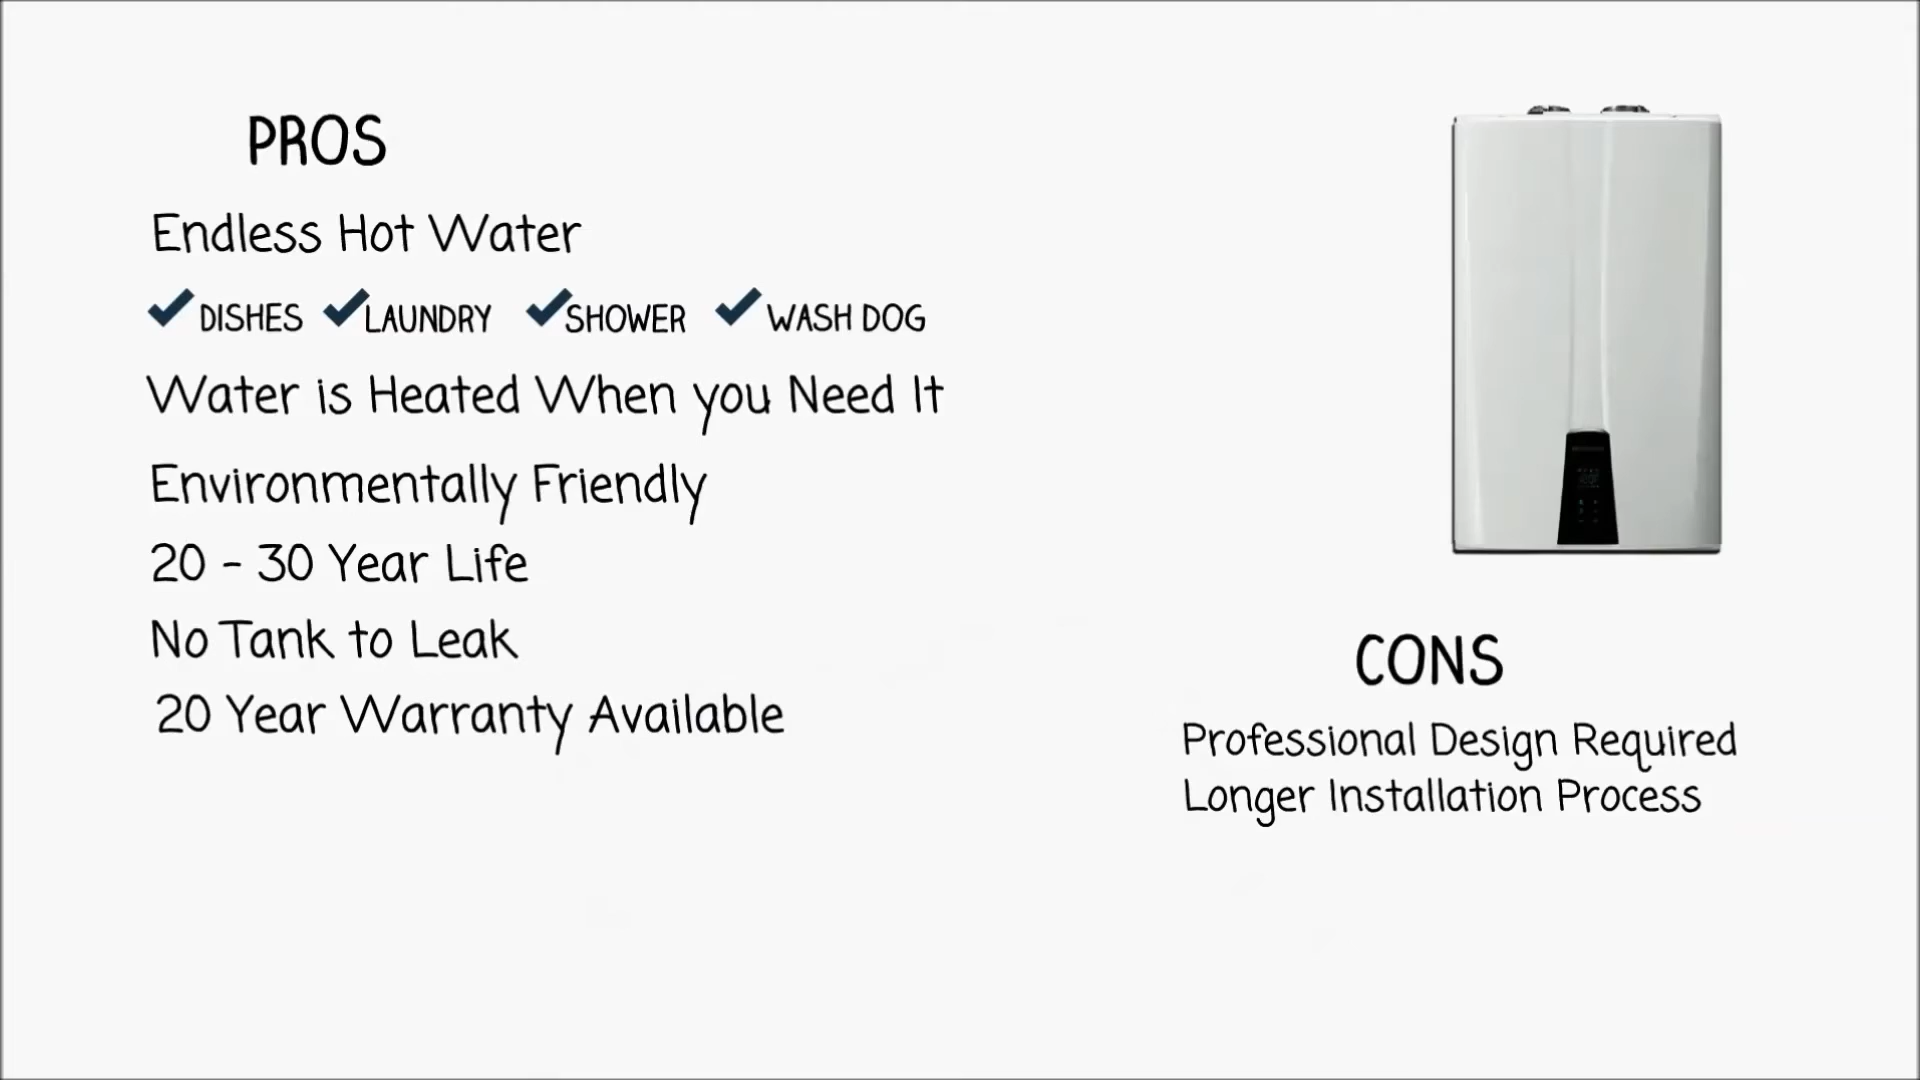 PROS
Endless Hot Water
DISHES LAUNDRY SHOWER WASH DOG
Water is Heated When you Need It
Environmentally Friendly
20 - 30 Year Life
No Tank to Leak
20 Year Warranty Available
CONS
Professional Design Required
Longer Installation Process